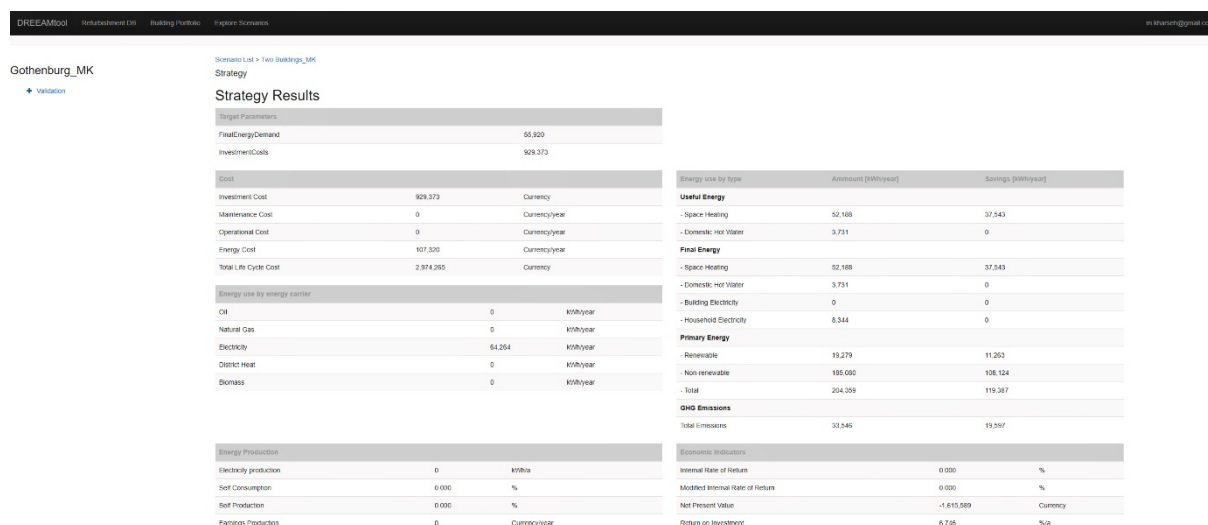 DREEAMtool Refurbishment DB Building Portfolio Explore Scenarios m.kharseh@gmail.co
Gothenburg_MK
+ Validation
Scenario List > Two Buildings_MK
Strategy
Strategy Results
Target Parameters
FinalEnergyDemand 55,920
InvestmentCosts 929,373
Cost
Investment Cost 929,373 Currency
Maintenance Cost 0 Currency/year
Operational Cost 0 Currency/year
Energy Cost 107,320 Currency/year
Total Life Cycle Cost 2,974,265 Currency
Energy use by energy carrier
Oil 0 kWh/year
Natural Gas 0 kWh/year
Electricity 64,264 kWh/year
District Heat 0 kWh/year
Biomass 0 kWh/year
Energy use by type Ammount [kWh/year] Savings [kWh/year]
Useful Energy
- Space Heating 52,188 37,543
- Domestic Hot Water 3,731 0
Final Energy
- Space Heating 52,188 37,543
- Domestic Hot Water 3,731 0
- Building Electricity 0 0
- Household Electricity 8,344 0
Primary Energy
- Renewable 19,279 11,263
- Non-renewable 185,080 108,124
- Total 204,359 119,387
GHG Emissions
Total Emissions 33,546 19,597
Energy Production
Electricity production 0 kWh/a
Self Consumption 0.000 %
Self Production 0.000 %
Earnings Production 0 Currency/year
Economic Indicators
Internal Rate of Return 0.000 %
Modified Internal Rate of Return 0.000 %
Net Present Value -1,615,589 Currency
Return on Investment 6.746 %/a